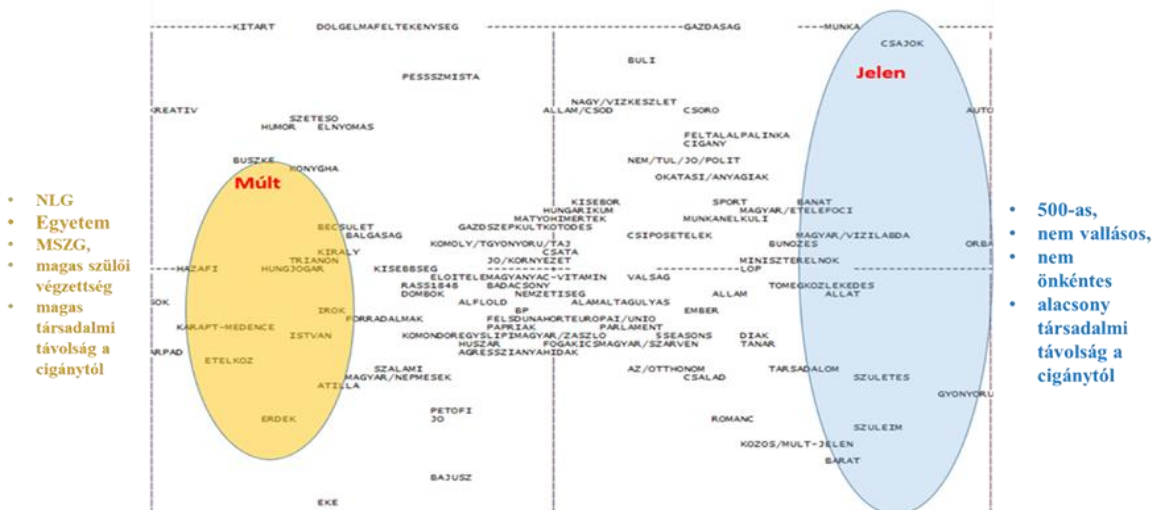 KITART DOLGELMAFELTEKENYSEG GAZDASAG MUNKA
CSAJOK
BULI
Jelen
PESSSZMISTA
NAGY/VIZKESZLET
KREATIV ALLAM/CSOD CSORO AUTO
SZETESO
HUMOR ELNYOMAS
FELTALALPALINKA
CIGANY
BUSZKE NEM/TUL/JO/POLIT
KONYGHA
OKATASI/ANYAGIAK
Múlt
KISEBOR SPORT BANAT
HUNGARIKUM MAGYAR/ETELEFOCI
MATYOHIMERTEK MUNKANELKULI
BECSULET GAZDSZEPKULTKOTODES
BALGASAG CSIPOSETELEK MAGYAR/VIZILABDA
KOMOLY/TGYONYORU/TAJ BUNOZES ORBA
KIRALY CSATA
TRIANON JO/KORNYEZET MINISZTERELNOK
HAZAFI HUNGJOGAR KISEBBSEG LOP
ELOITELEMAGYANYAC-VITAMIN VALSAG
RASS1848 BADACSONY TOMEGKOZLEKEDES
DOMBOK NEMZETISEG ALLAM ALLAT
SOK ALFLOLD ALAMALTAGULYAS
IROK BP EMBER
FORRADALMAK FELSDUNAHORTEUROPAI/UNIO
KARAPT-MEDENCE PAPRIAK PARLAMENT
ISTVAN KOMONDOREGYSLIPIMAGYAR/ZASZLO SSEASONS DIAK
HUSZAR FOGAKICSMAGYAR/SZARVEN TANAR
ARPAD AGRESSZIANYAHIDAK
ETELKOZ
SZALAMI AZ/OTTHONOM TARSADALOM
MAGYAR/NEPMESEK CSALAD SZULETES
ATILLA
GYONYORU
PETOFI
ERDEK JO ROMANC
SZULEIM
KOZOS/MULT-JELEN
BARAT
BAJUSZ
EKE
• NLG
• Egyetem
• MSZG,
• magas szülői
végzettség
• magas
társadalmi
távolság a
cigánytól
• 500-as,
• nem vallásos,
• nem
önkéntes
• alacsony
társadalmi
távolság a
cigánytól